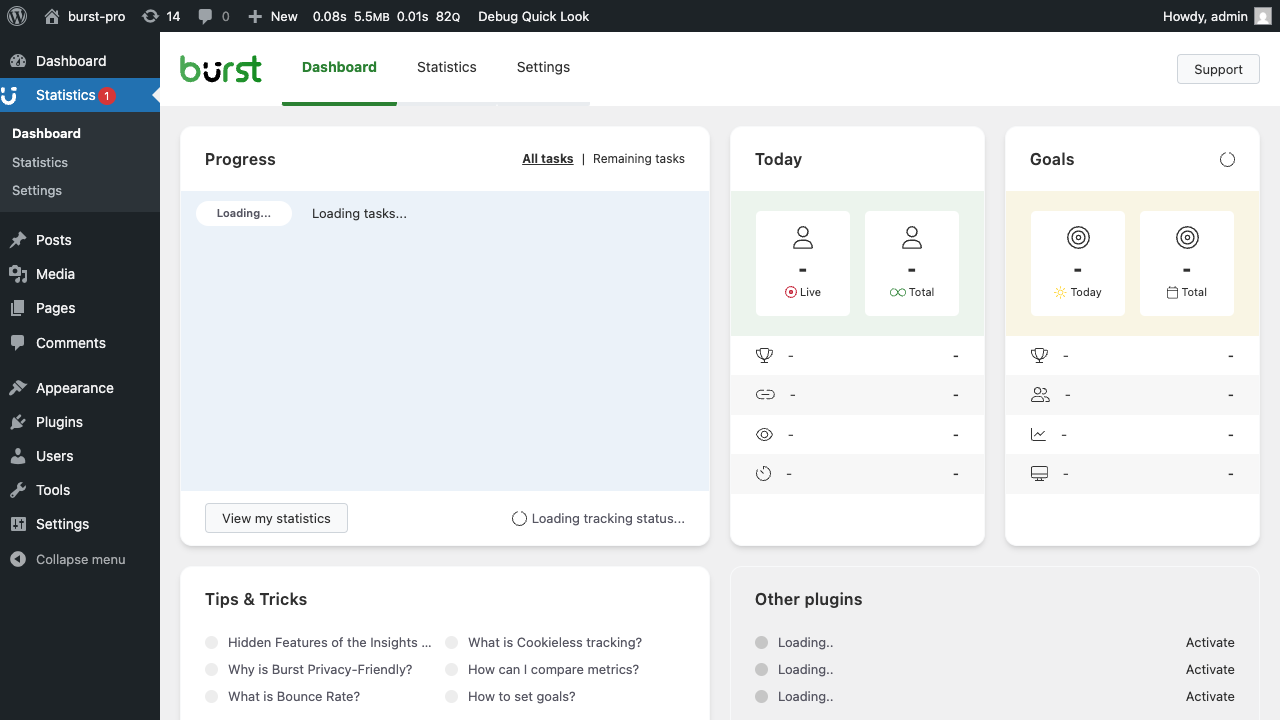 burst-pro 14 0 New 0.08s 5.5MB 0.01s 82Q Debug Quick Look Howdy, admin
Dashboard
Statistics 1
Dashboard
Statistics
Settings
Posts
Media
Pages
Comments
Appearance
Plugins
Users
Tools
Settings
Collapse menu
burst Dashboard Statistics Settings Support
Progress All tasks | Remaining tasks
Loading... Loading tasks...
View my statistics Loading tracking status...
Today
- -
Live Total
- -
- -
- -
- -
Goals
- -
Today Total
- -
- -
- -
- -
Tips & Tricks
Hidden Features of the Insights ... What is Cookieless tracking?
Why is Burst Privacy-Friendly? How can I compare metrics?
What is Bounce Rate? How to set goals?
Other plugins
Loading.. Activate
Loading.. Activate
Loading.. Activate